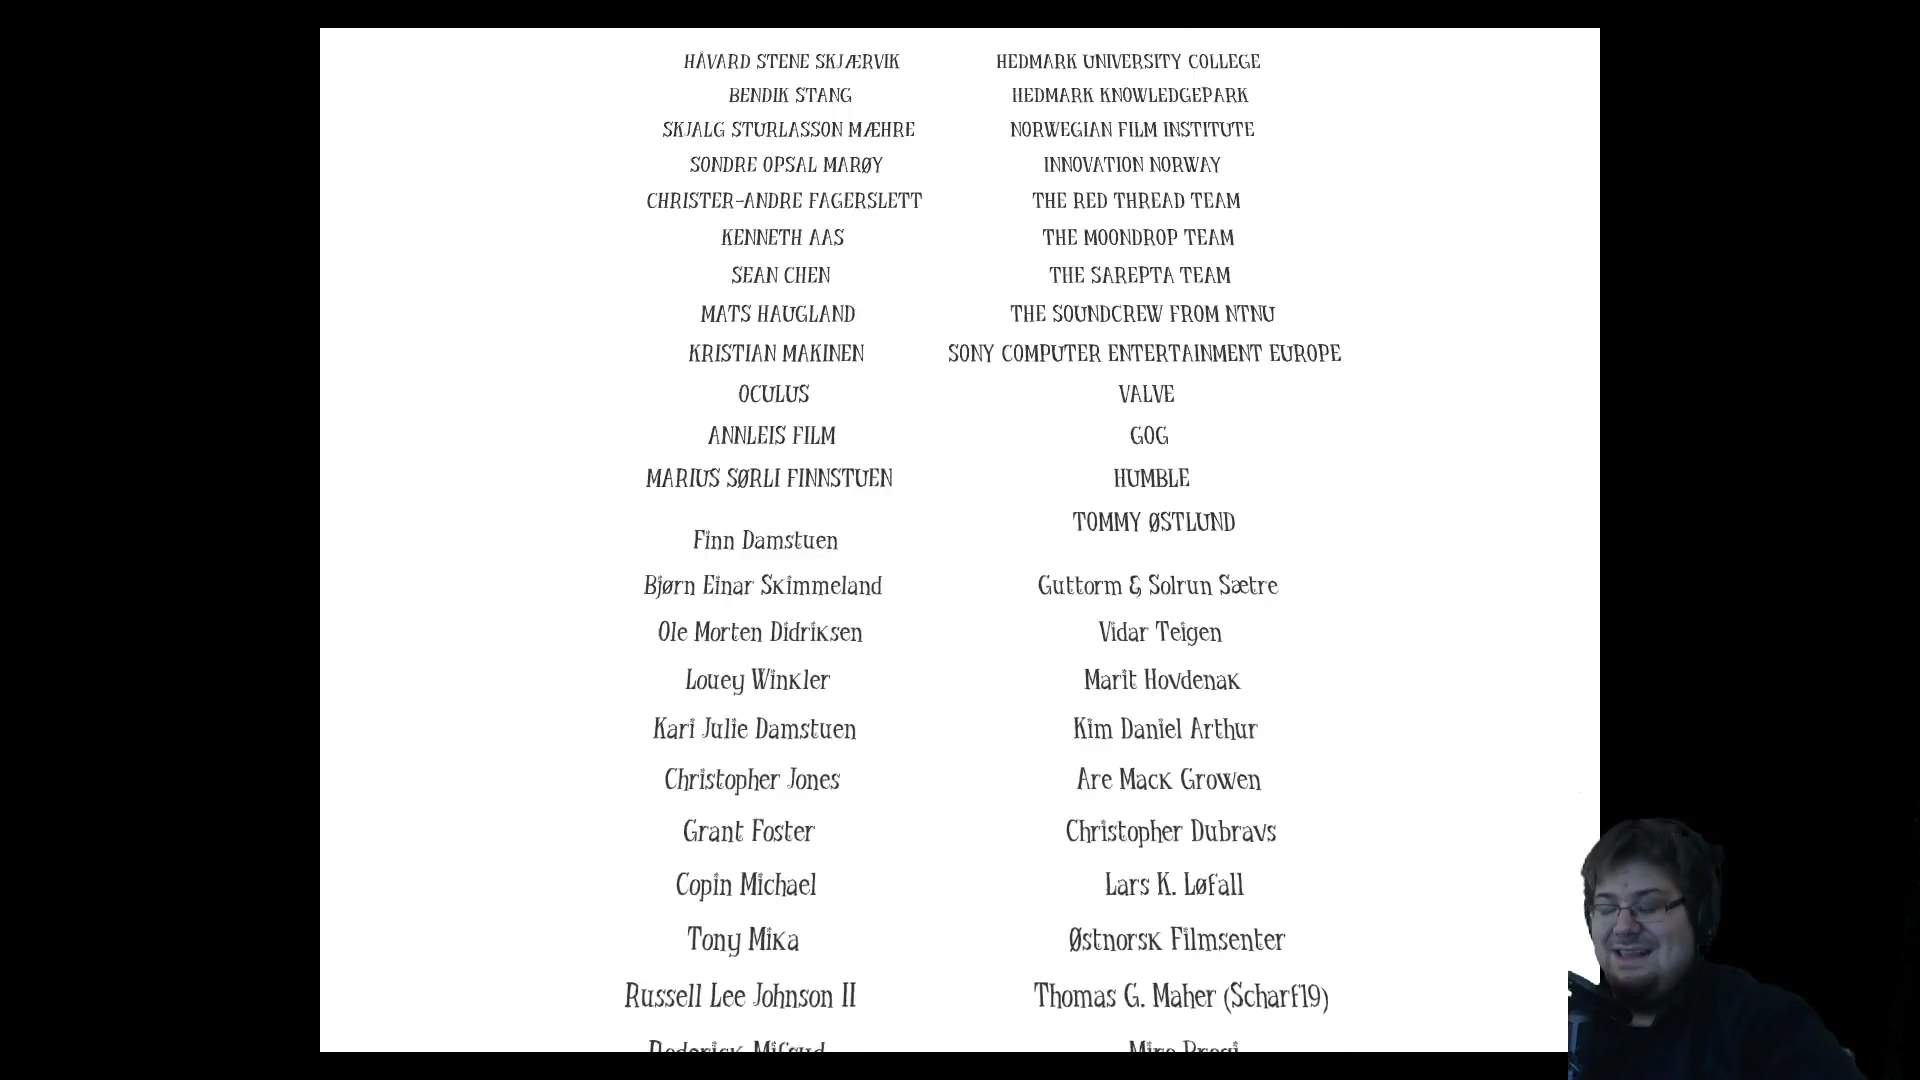 HÅVARD STENE SKJÆRVIK HEDMARK UNIVERSITY COLLEGE
BENDIK STANG HEDMARK KNOWLEDGEPARK
SKJALG STURLASSON MÆHRE NORWEGIAN FILM INSTITUTE
SONDRE OPSAL MARØY INNOVATION NORWAY
CHRISTER-ANDRE FAGERSLETT THE RED THREAD TEAM
KENNETH AAS THE MOONDROP TEAM
SEAN CHEN THE SAREPTA TEAM
MATS HAUGLAND THE SOUNDCREW FROM NTNU
KRISTIAN MAKINEN SONY COMPUTER ENTERTAINMENT EUROPE
OCULUS VALVE
ANNLEIS FILM GOG
MARIUS SØRLI FINNSTUEN HUMBLE
TOMMY ØSTLUND
Finn Damstuen
Bjørn Einar Skimmeland Guttorm & Solrun Sætre
Ole Morten Didriksen Vidar Teigen
Louey Winkler Marit Hovdenak
Kari Julie Damstuen Kim Daniel Arthur
Christopher Jones Are Mack Growen
Grant Foster Christopher Dubravs
Copin Michael Lars K. Løfall
Tony Mika Østnorsk Filmsenter
Russell Lee Johnson II Thomas G. Maher (Scharf19)